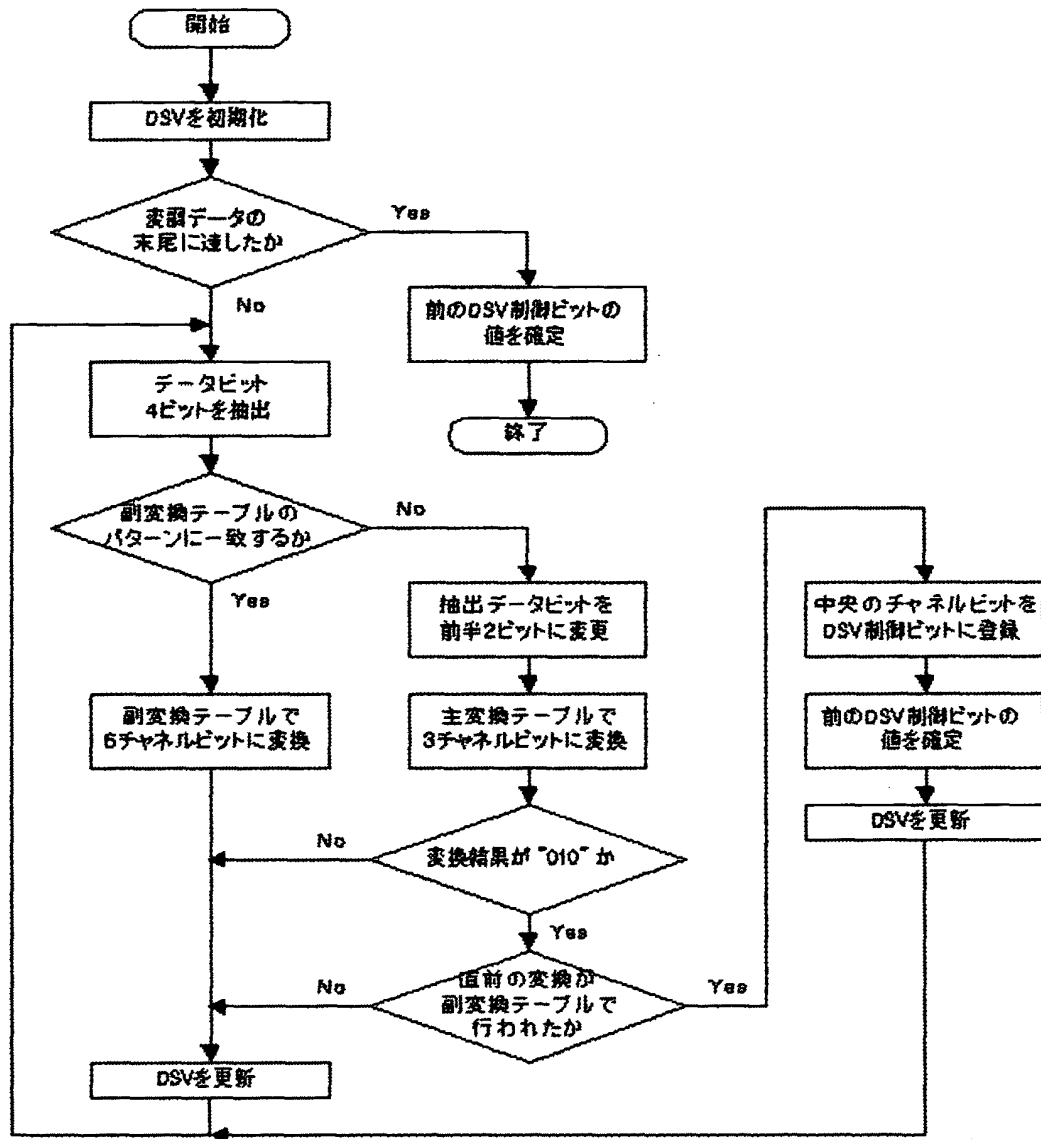 開始
DSVを初期化
変調データの
末尾に達したか
Yes
No
前のDSV制御ビットの
値を確定
終了
データビット
4ビットを抽出
副変換テーブルの
パターンに一致するか
No
Yes
抽出データビットを
前半2ビットに変更
中央のチャネルビットを
DSV制御ビットに登録
副変換テーブルで
6チャネルビットに変換
主変換テーブルで
3チャネルビットに変換
前のDSV制御ビットの
値を確定
DSVを更新
変換結果が"010"か
No
Yes
直前の変換が
副変換テーブルで
行われたか
No
Yes
DSVを更新